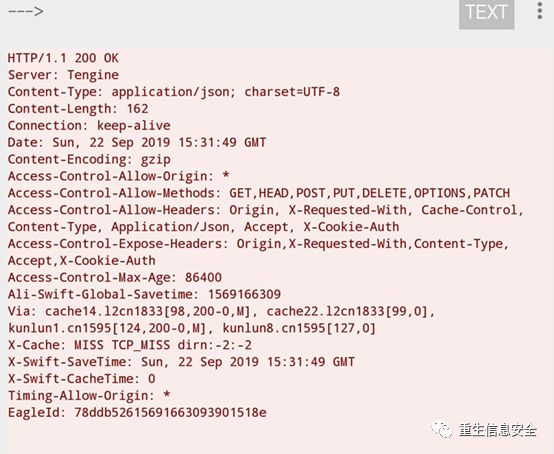 --->
TEXT
HTTP/1.1 200 OK
Server: Tengine
Content-Type: application/json; charset=UTF-8
Content-Length: 162
Connection: keep-alive
Date: Sun, 22 Sep 2019 15:31:49 GMT
Content-Encoding: gzip
Access-Control-Allow-Origin: *
Access-Control-Allow-Methods: GET,HEAD,POST,PUT,DELETE,OPTIONS,PATCH
Access-Control-Allow-Headers: Origin, X-Requested-With, Cache-Control,
Content-Type, Application/Json, Accept, X-Cookie-Auth
Access-Control-Expose-Headers: Origin,X-Requested-With,Content-Type,
Accept,X-Cookie-Auth
Access-Control-Max-Age: 86400
Ali-Swift-Global-Savetime: 1569166309
Via: cache14.l2cn1833[98,200-0,M], cache22.l2cn1833[99,0],
kunlun1.cn1595[124,200-0,M], kunlun8.cn1595[127,0]
X-Cache: MISS TCP_MISS dirn:-2:-2
X-Swift-SaveTime: Sun, 22 Sep 2019 15:31:49 GMT
X-Swift-CacheTime: 0
Timing-Allow-Origin: *
EagleId: 78ddb52615691663093901518e
重生信息安全